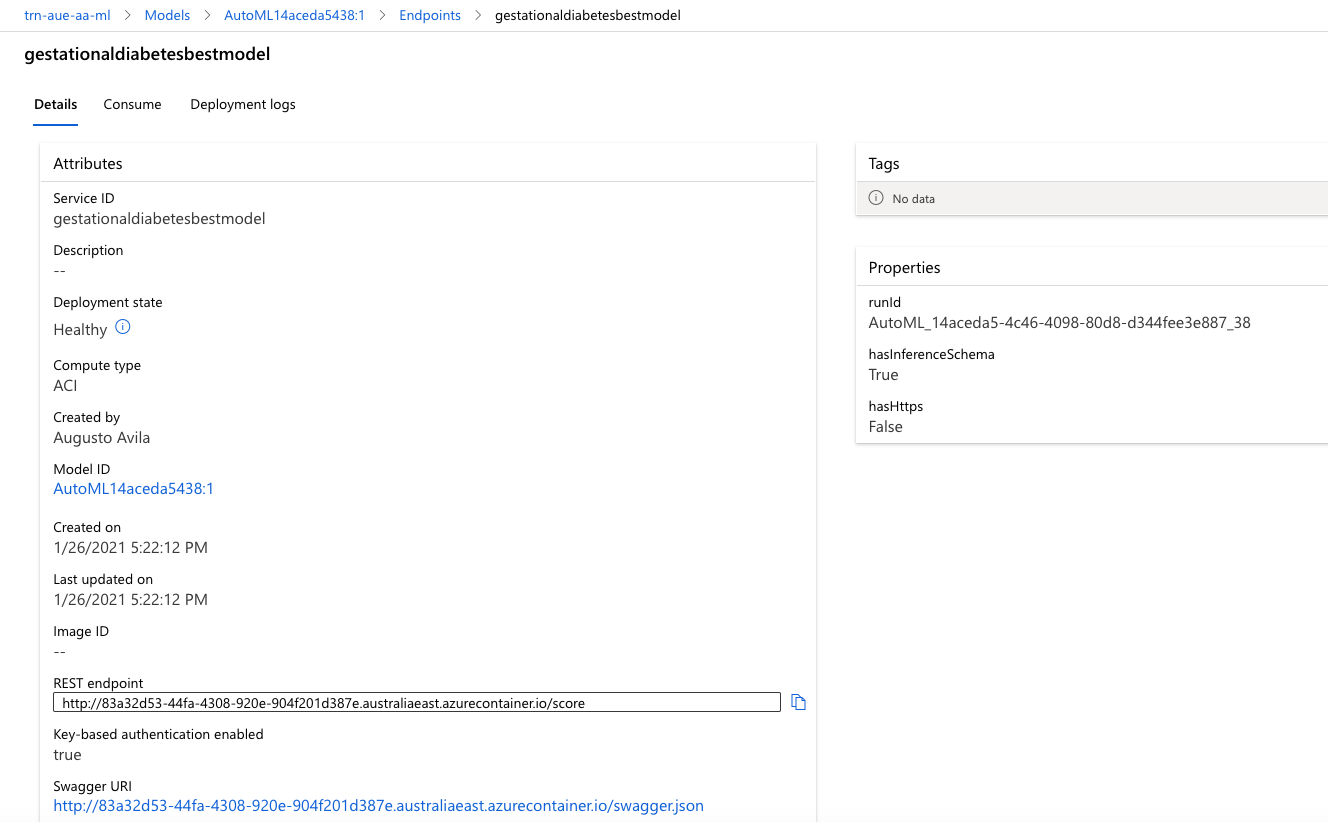 trn-aue-aa-ml > Models > AutoML14aceda5438:1 > Endpoints > gestationaldiabetesbestmodel
gestationaldiabetesbestmodel
Details Consume Deployment logs
Attributes
Service ID
gestationaldiabetesbestmodel
Description
--
Deployment state
Healthy
Compute type
ACI
Created by
Augusto Avila
Model ID
AutoML14aceda5438:1
Created on
1/26/2021 5:22:12 PM
Last updated on
1/26/2021 5:22:12 PM
Image ID
--
REST endpoint
http://83a32d53-44fa-4308-920e-904f201d387e.australiaeast.azurecontainer.io/score
Key-based authentication enabled
true
Swagger URI
http://83a32d53-44fa-4308-920e-904f201d387e.australiaeast.azurecontainer.io/swagger.json
Tags
No data
Properties
runId
AutoML_14aceda5-4c46-4098-80d8-d344fee3e887_38
hasInferenceSchema
True
hasHttps
False